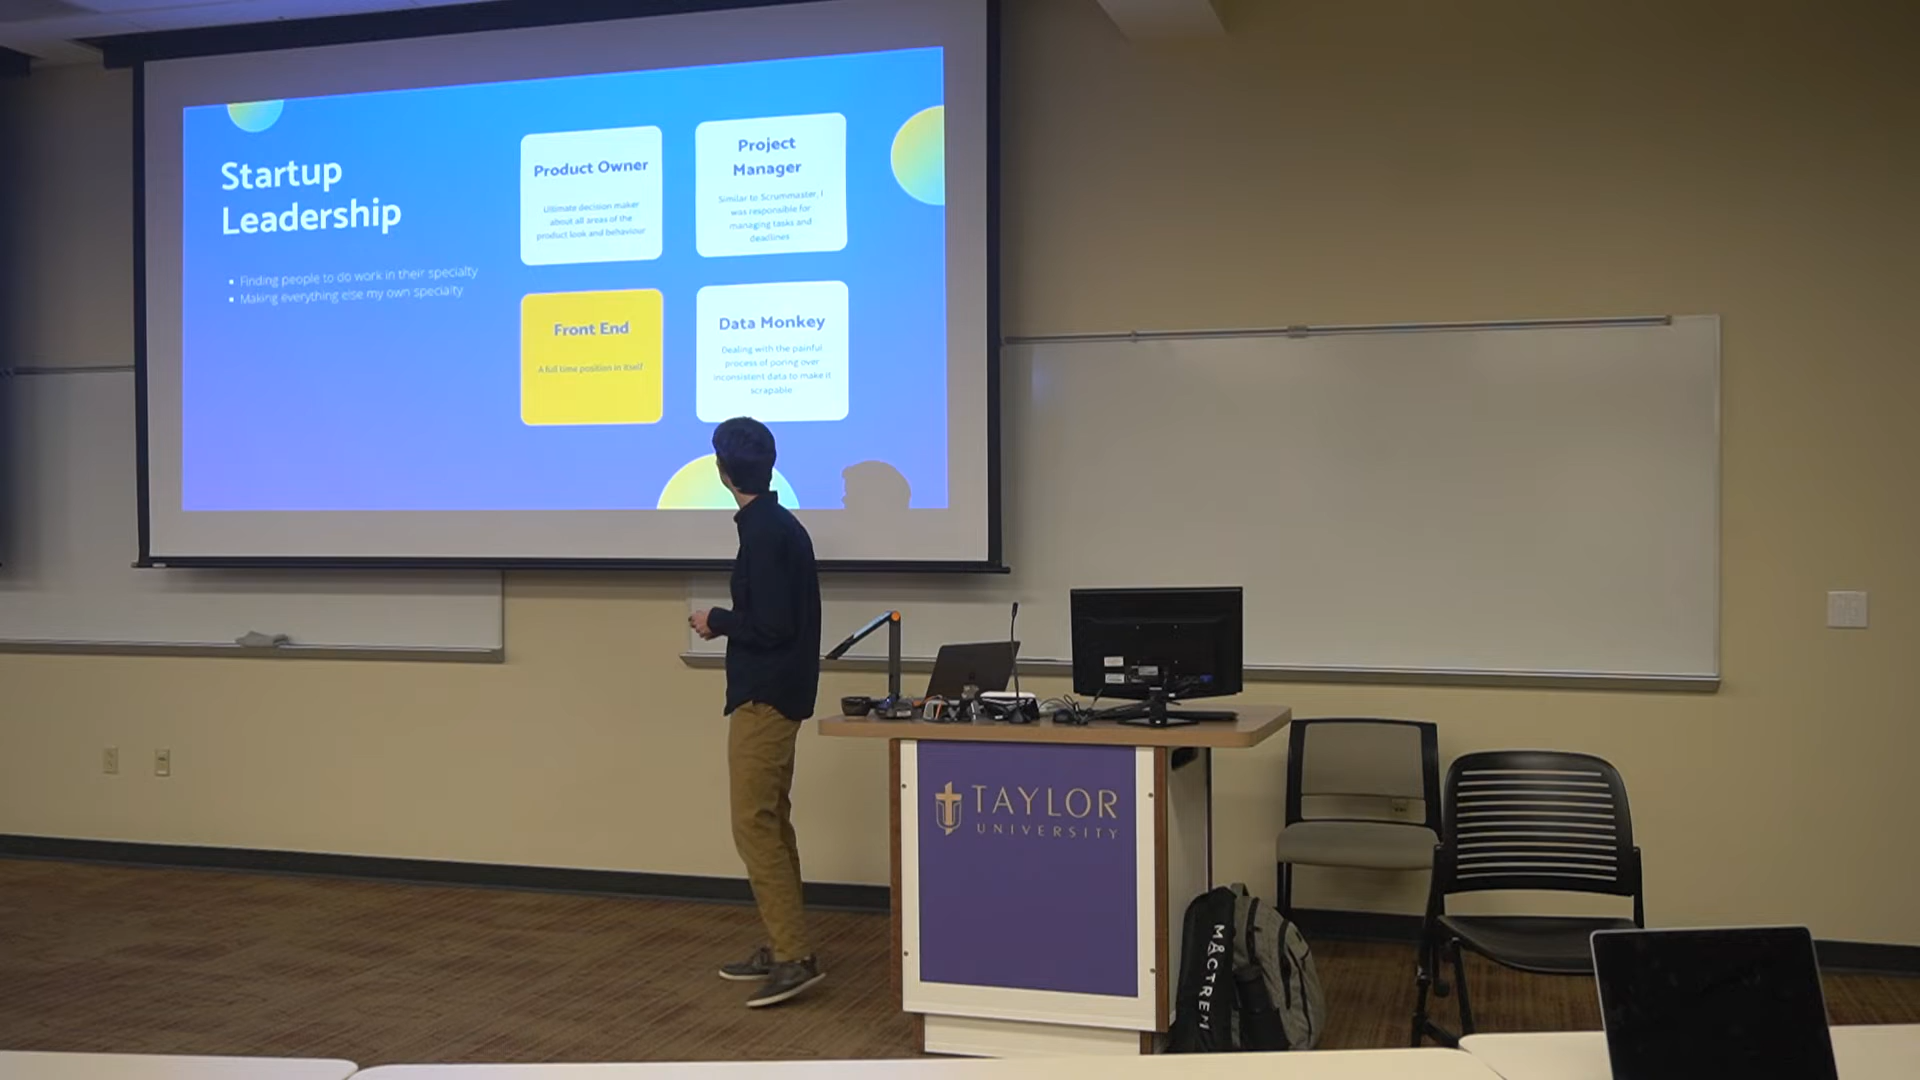 Startup
Leadership
Finding people to do work in their specialty
Making everything else my own specialty
Product Owner
Ultimate decision maker
about all areas of the
product look and behaviour
Project
Manager
Similar to Scrummaster, I
was responsible for
managing tasks and
deadlines
Front End
A full time position in itself
Data Monkey
Dealing with the painful
process of poring over
inconsistent data to make it
scrapable
TAYLOR
UNIVERSITY